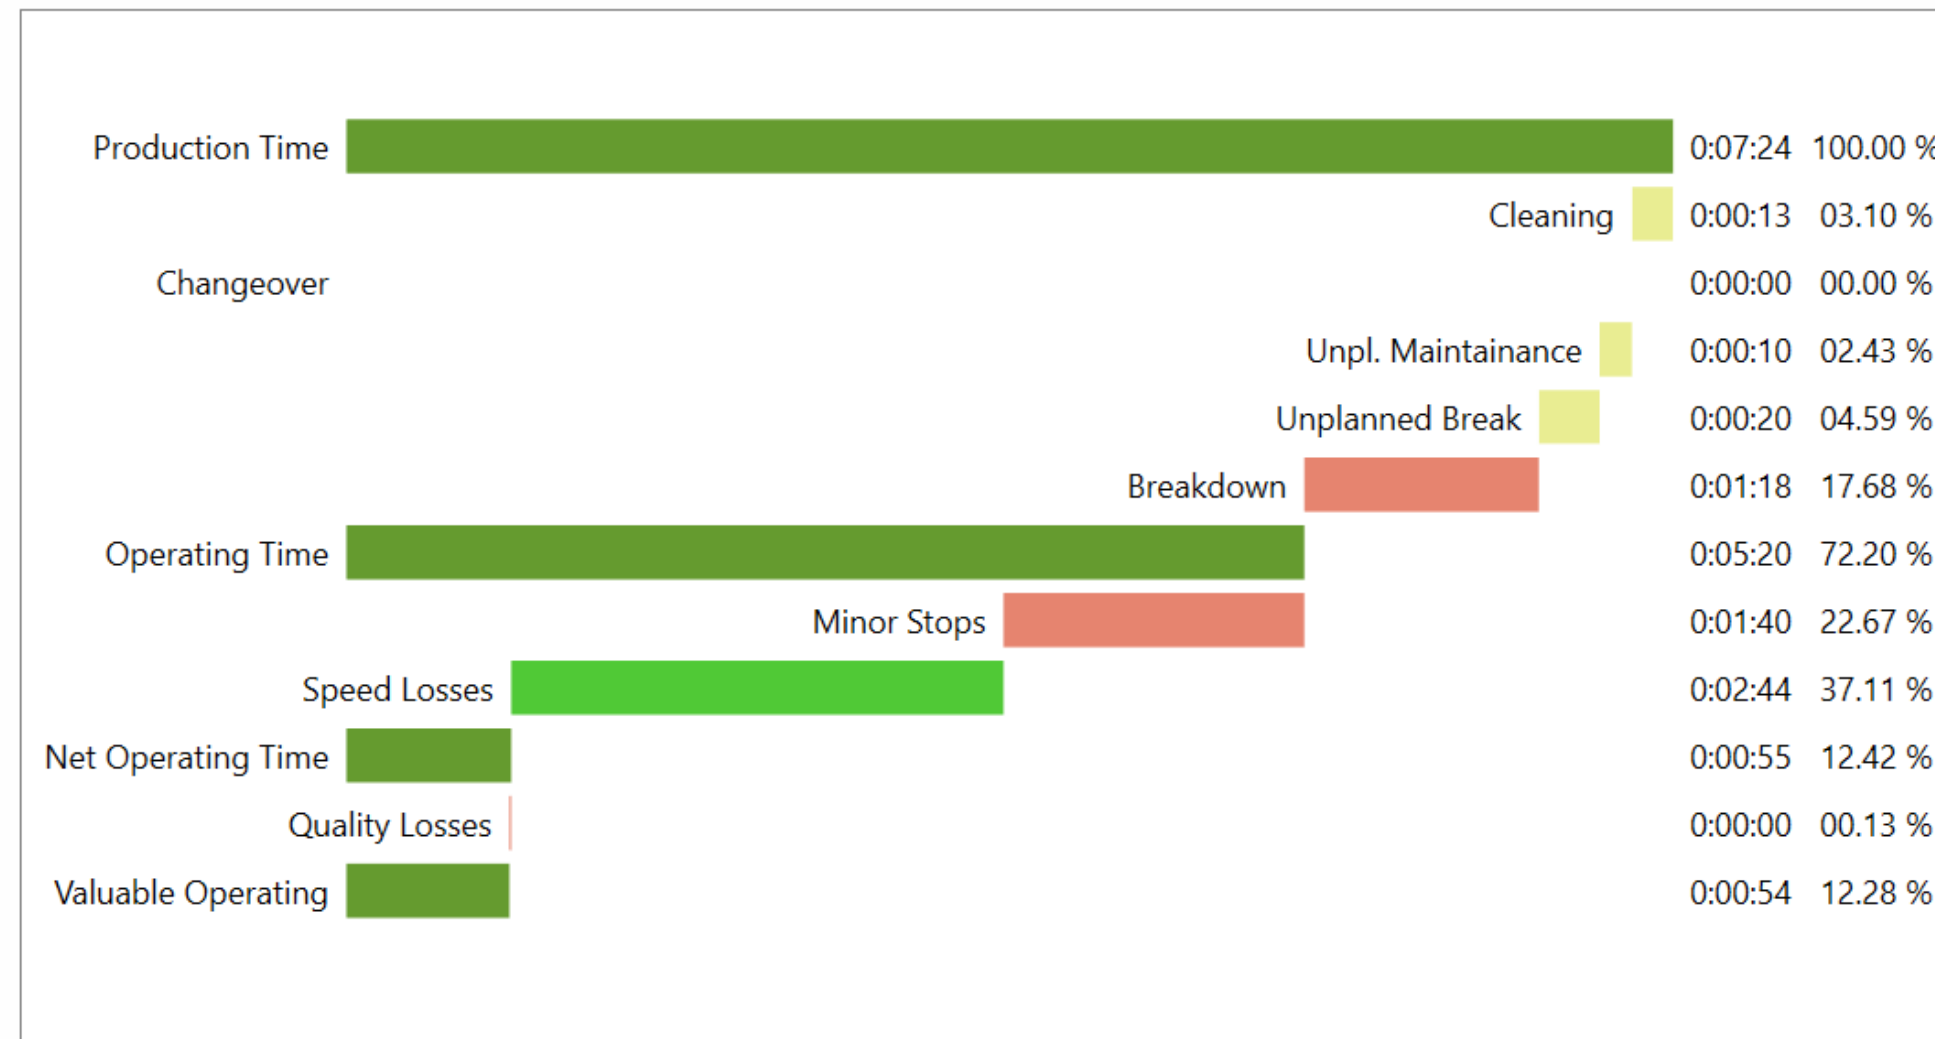 Production Time 0:07:24 100.00 %
Cleaning 0:00:13 03.10 %
Changeover 0:00:00 00.00 %
Unpl. Maintainance 0:00:10 02.43 %
Unplanned Break 0:00:20 04.59 %
Breakdown 0:01:18 17.68 %
Operating Time 0:05:20 72.20 %
Minor Stops 0:01:40 22.67 %
Speed Losses 0:02:44 37.11 %
Net Operating Time 0:00:55 12.42 %
Quality Losses 0:00:00 00.13 %
Valuable Operating 0:00:54 12.28 %